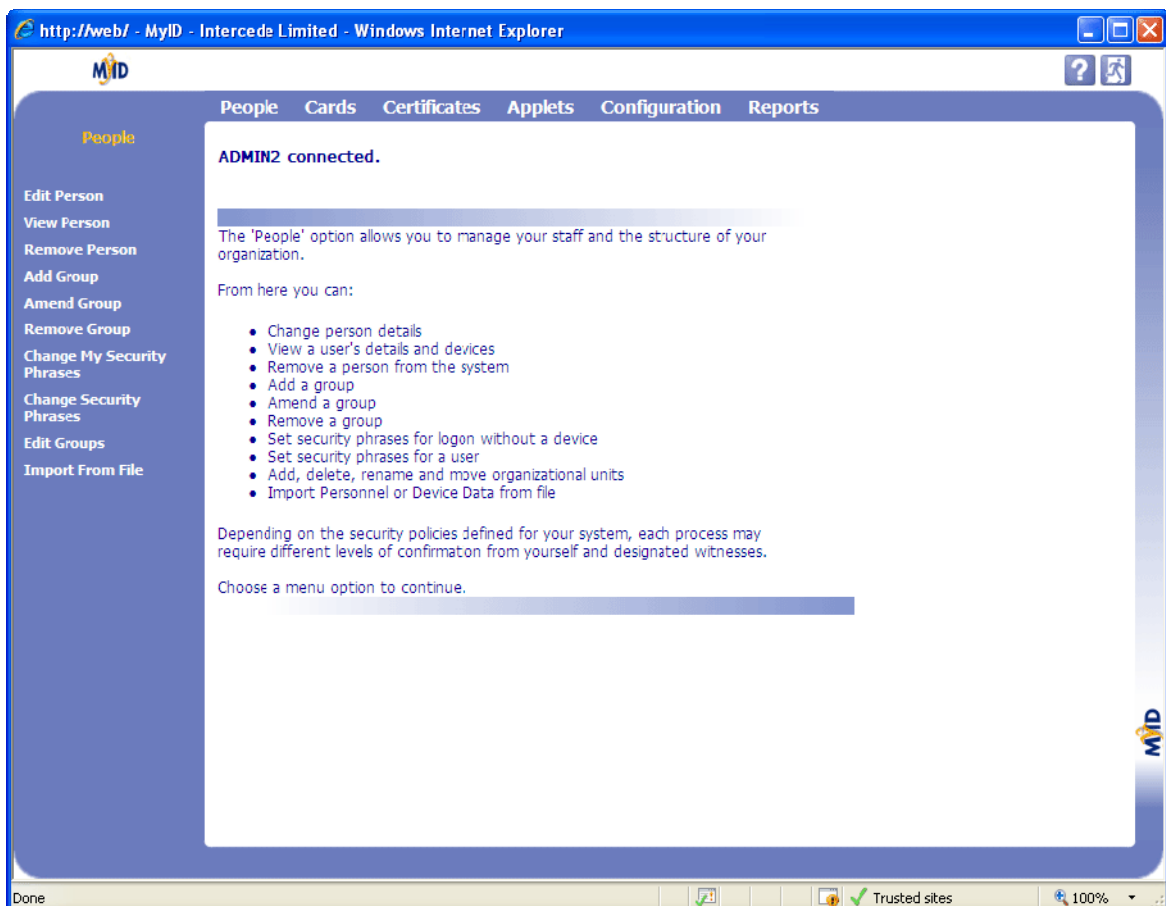 http://web/ - MyID - Intercede Limited - Windows Internet Explorer
MyID
?
People Cards Certificates Applets Configuration Reports
People
Edit Person
View Person
Remove Person
Add Group
Amend Group
Remove Group
Change My Security
Phrases
Change Security
Phrases
Edit Groups
Import From File
ADMIN2 connected.
The 'People' option allows you to manage your staff and the structure of your
organization.
From here you can:
• Change person details
• View a user's details and devices
• Remove a person from the system
• Add a group
• Amend a group
• Remove a group
• Set security phrases for logon without a device
• Set security phrases for a user
• Add, delete, rename and move organizational units
• Import Personnel or Device Data from file
Depending on the security policies defined for your system, each process may
require different levels of confirmaton from yourself and designated witnesses.
Choose a menu option to continue.
MyID
Done
Trusted sites
100%